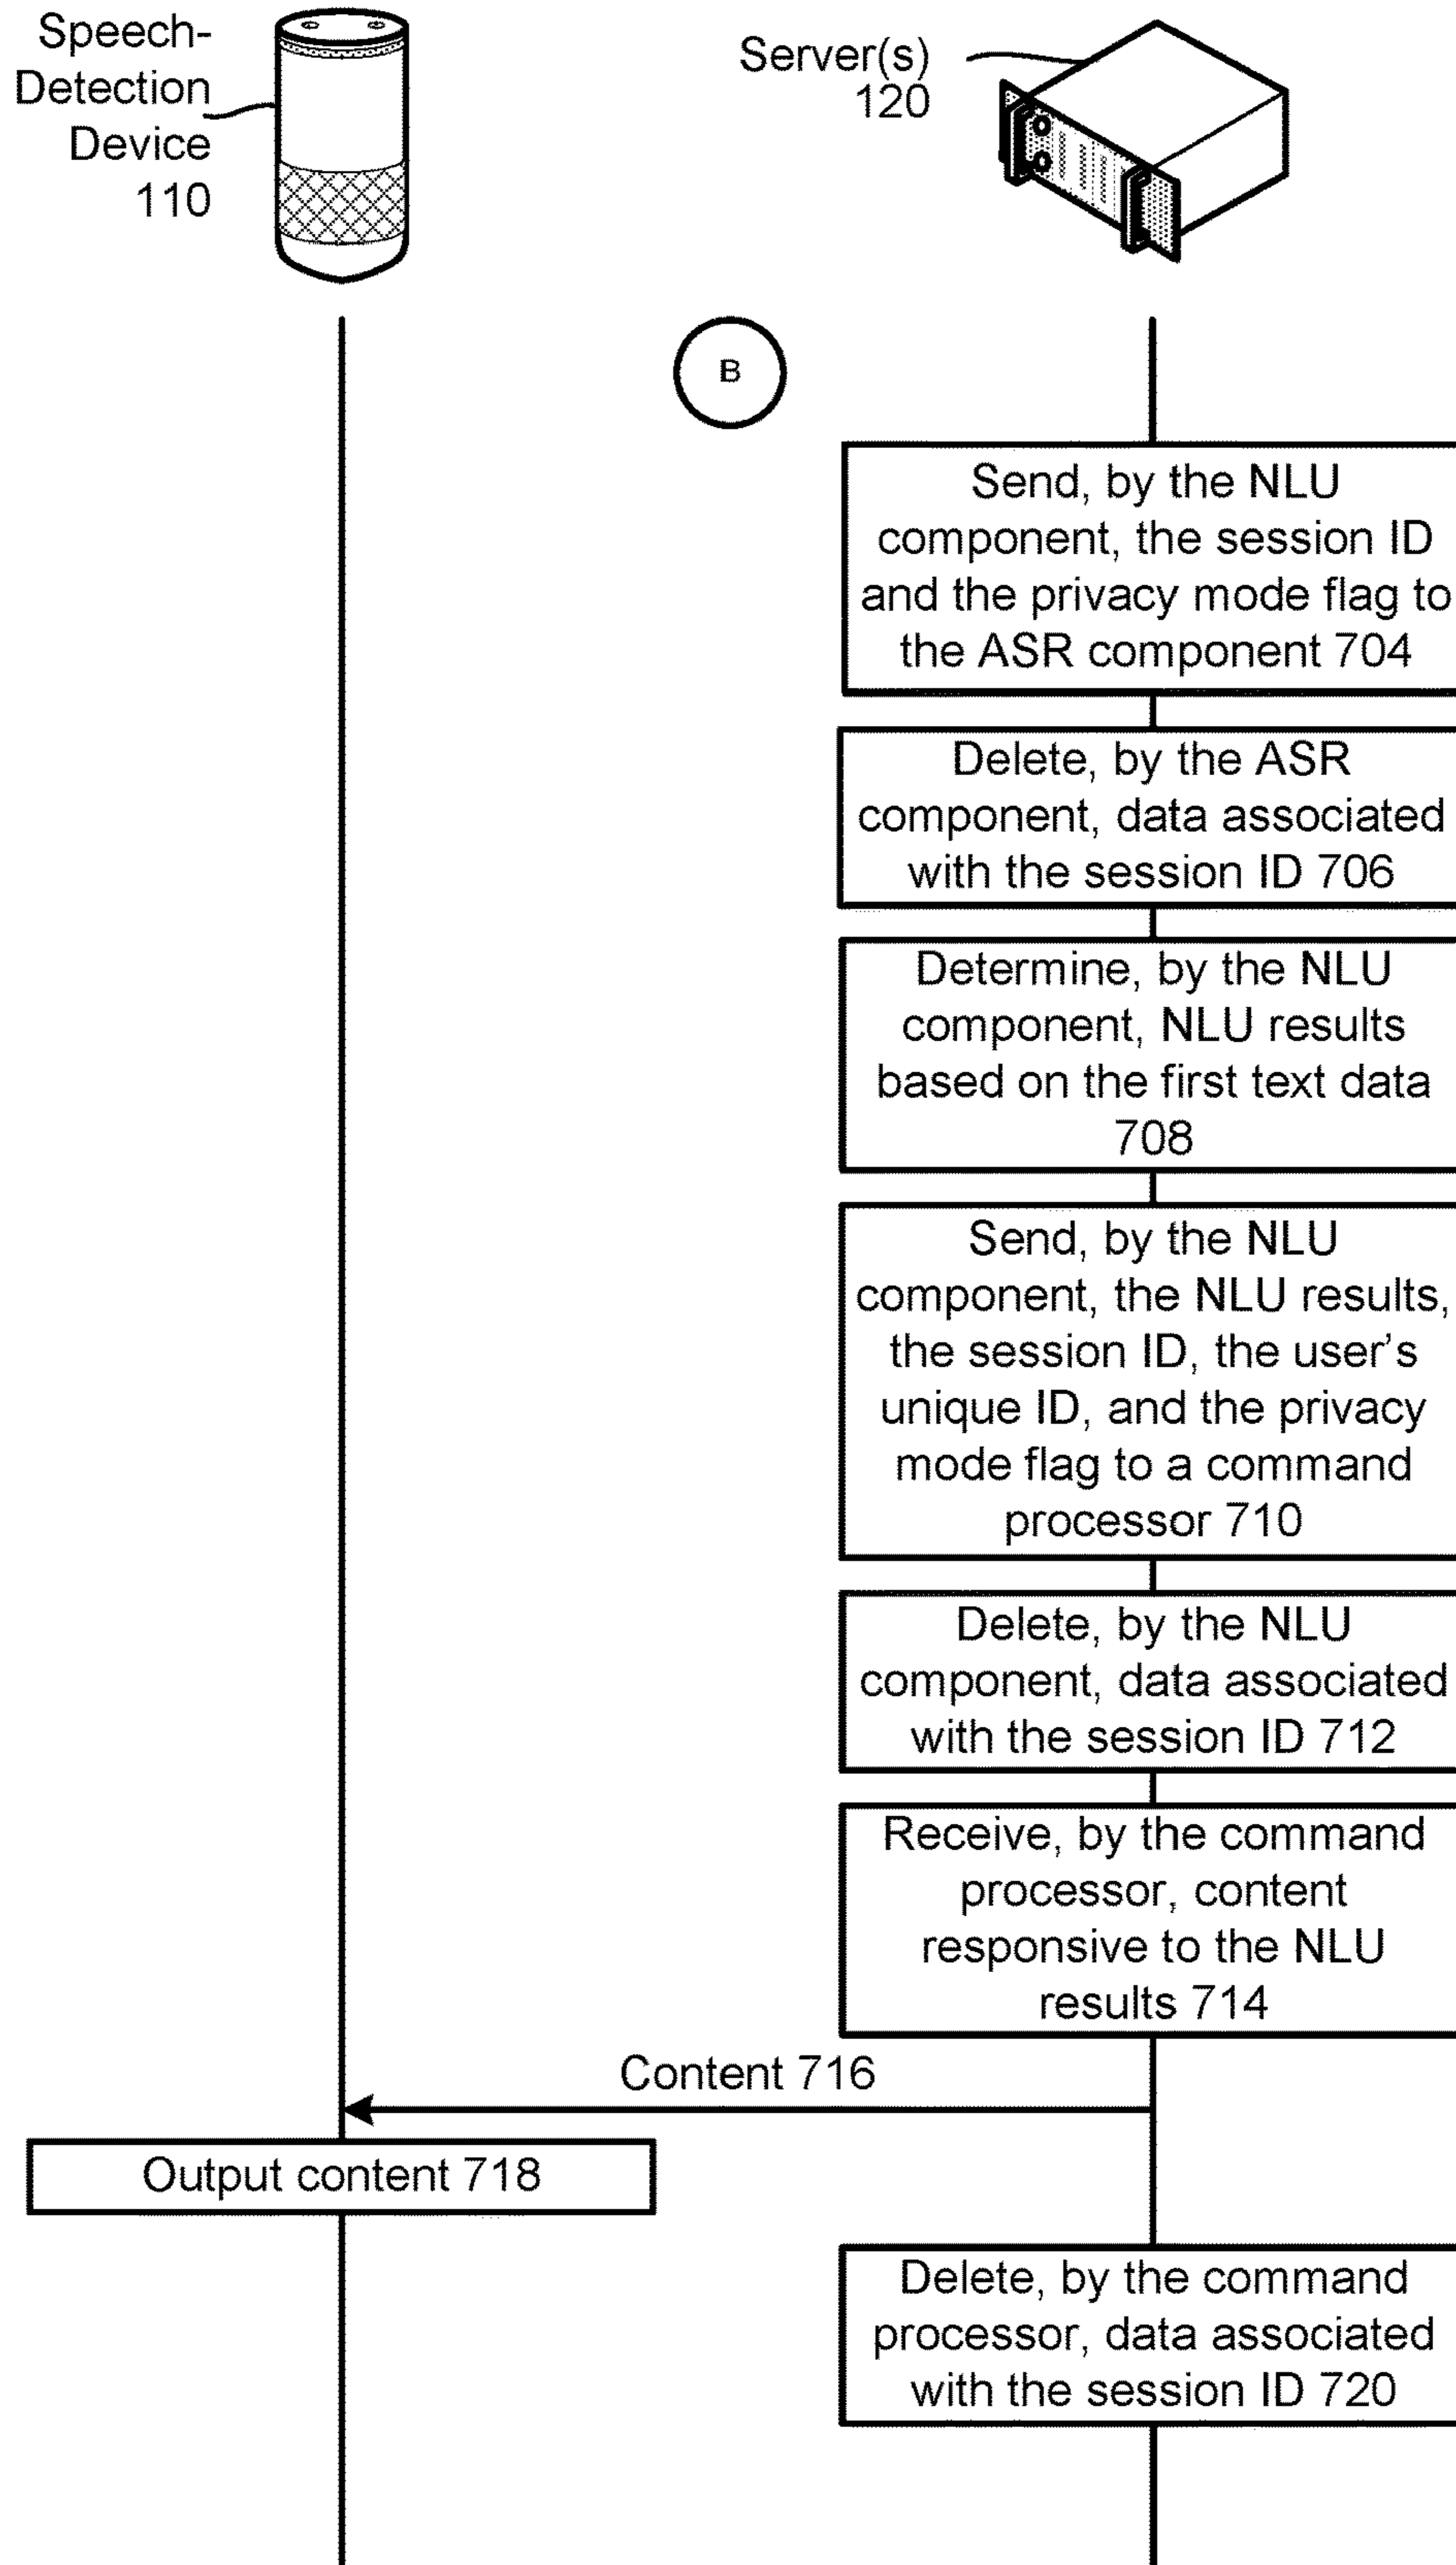 Speech-
Detection
Device
110
Server(s)
120
B
Send, by the NLU
component, the session ID
and the privacy mode flag to
the ASR component 704
Delete, by the ASR
component, data associated
with the session ID 706
Determine, by the NLU
component, NLU results
based on the first text data
708
Send, by the NLU
component, the NLU results,
the session ID, the user's
unique ID, and the privacy
mode flag to a command
processor 710
Delete, by the NLU
component, data associated
with the session ID 712
Receive, by the command
processor, content
responsive to the NLU
results 714
Content 716
Output content 718
Delete, by the command
processor, data associated
with the session ID 720